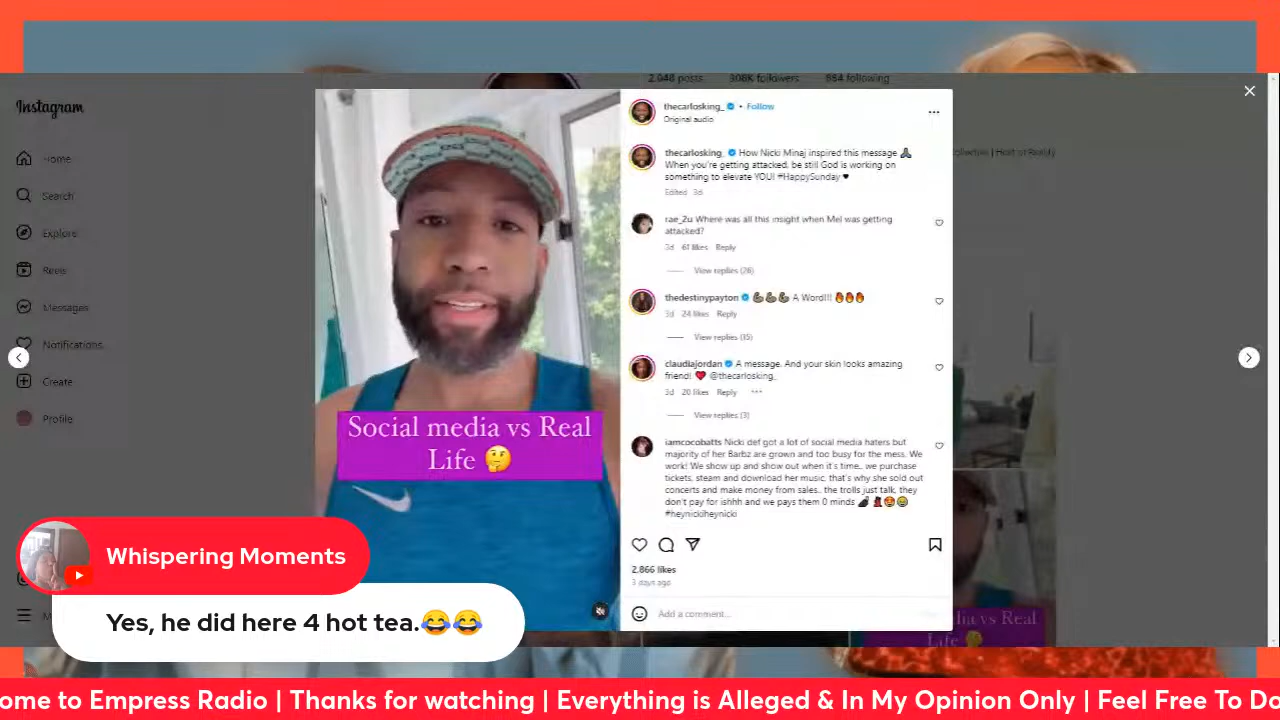 2,046 posts 306K followers 684 following
Instagram
Home
Search
Explore
Reels
Messages
Notifications
Create
Profile
Social media vs Real
Life 🤔
thecarlosking_ • Follow
Original audio
thecarlosking_ How Nicki Minaj inspired this message 🙏🏾
When you're getting attacked, be still God is working on
something to elevate YOU! #HappySunday ♥
Edited 3d
rae_2u Where was all this insight when Mel was getting
attacked?
3d 61 likes Reply
View replies (26)
thedestinypayton 💪🏾💪🏾💪🏾 A Word!!! 🔥🔥🔥
3d 24 likes Reply
View replies (15)
claudiajordan A message. And your skin looks amazing
friend! ❤️ @thecarlosking_
3d 20 likes Reply
View replies (3)
iamcocobatts Nicki def got a lot of social media haters but
majority of her Barbz are grown and too busy for the mess. We
work! We show up and show out when it's time.. we purchase
tickets, steam and download her music, that's why she sold out
concerts and make money from sales.. the trolls just talk, they
don't pay for ishhh and we pays them 0 minds
#heynickiheynicki
2,866 likes
3 days ago
Add a comment...
Whispering Moments
Yes, he did here 4 hot tea.😂😂
ome to Empress Radio | Thanks for watching | Everything is Alleged & In My Opinion Only | Feel Free To Do